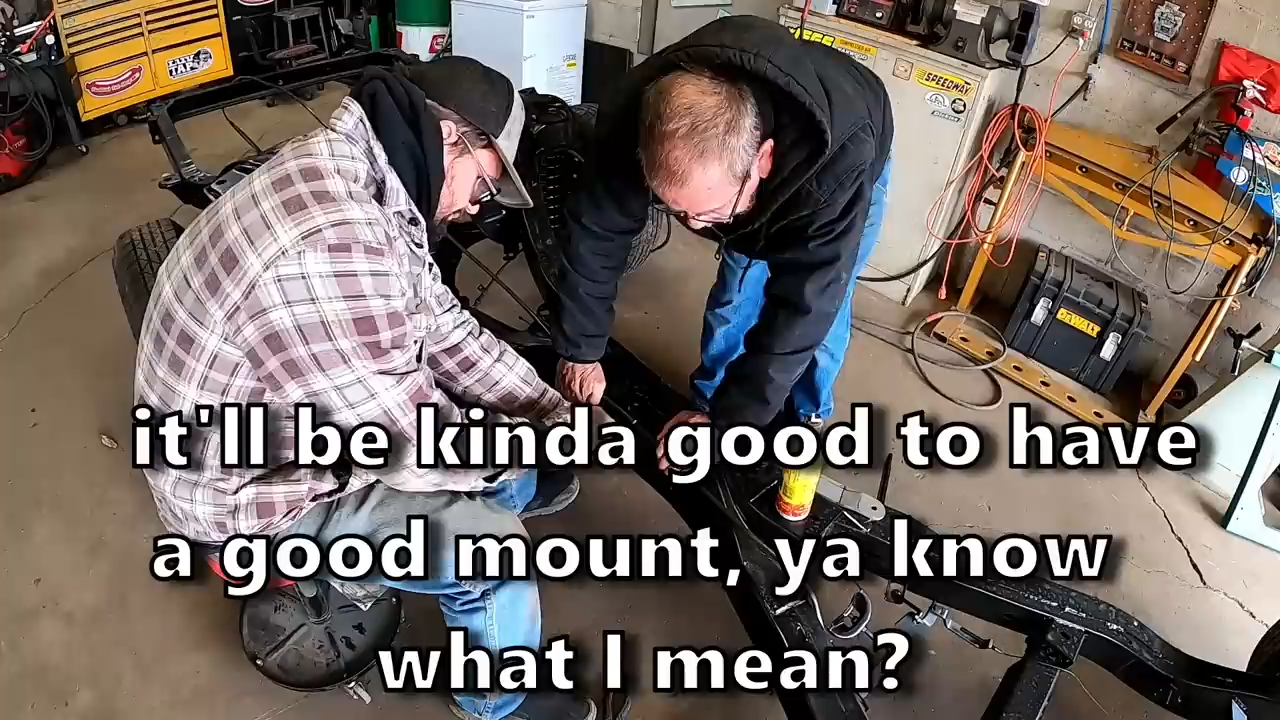 SPEEDWAY
DEWALT
it'll be kinda good to have
a good mount, ya know
what I mean?